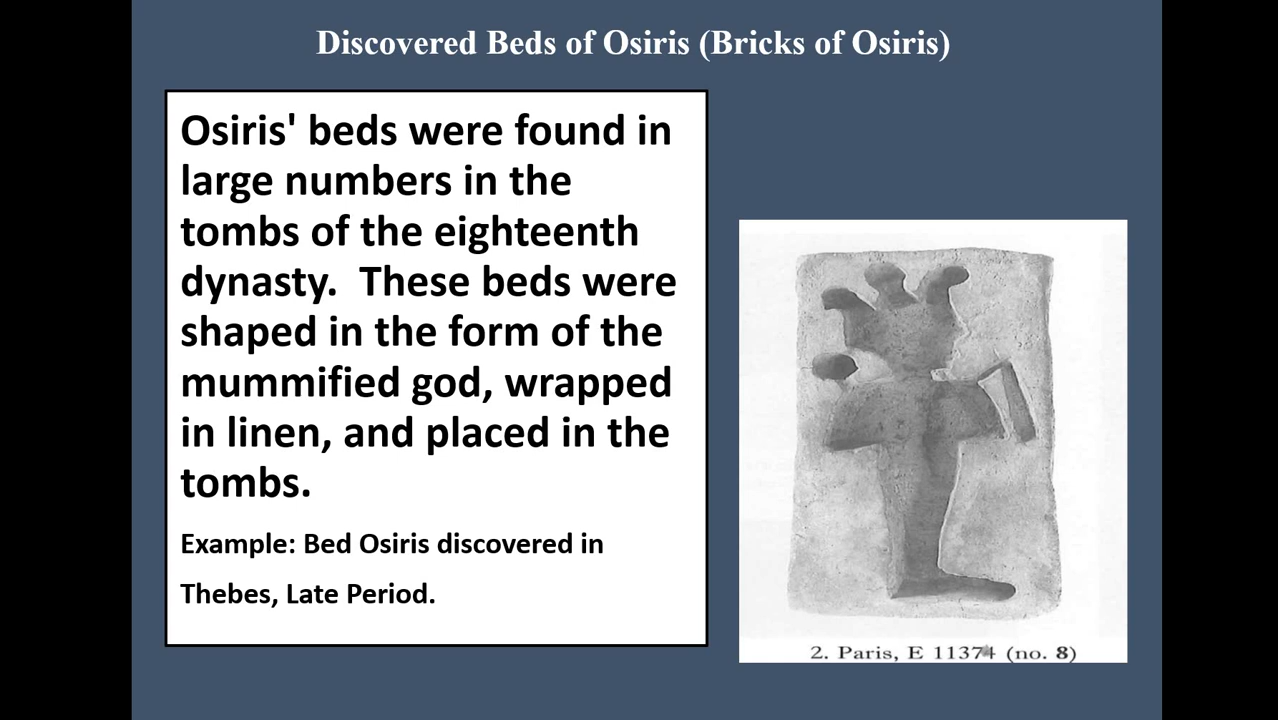 Discovered Beds of Osiris (Bricks of Osiris)
Osiris' beds were found in
large numbers in the
tombs of the eighteenth
dynasty.  These beds were
shaped in the form of the
mummified god, wrapped
in linen, and placed in the
tombs.
Example: Bed Osiris discovered in
Thebes, Late Period.
2. Paris, E 11374 (no. 8)